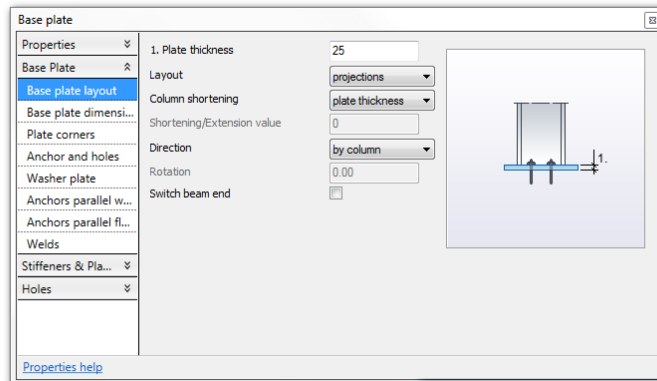 Base plate
Properties
Base Plate
Base plate layout
Base plate dimensi...
Plate corners
Anchor and holes
Washer plate
Anchors parallel w...
Anchors parallel fl...
Welds
Stiffeners & Pla...
Holes
Properties help
1. Plate thickness 25
Layout projections
Column shortening plate thickness
Shortening/Extension value 0
Direction by column
Rotation 0.00
Switch beam end
1.